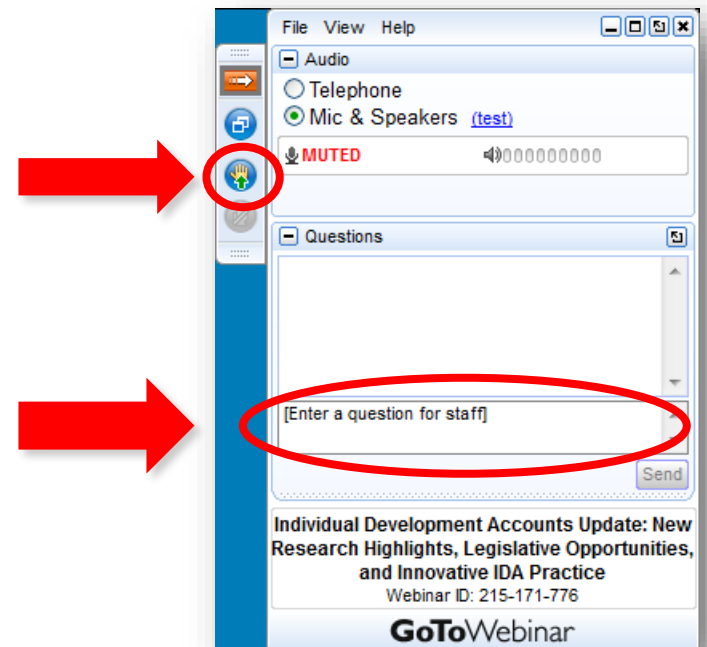 File View Help
Audio
Telephone
Mic & Speakers (test)
MUTED 000000000
Questions
[Enter a question for staff]
Send
Individual Development Accounts Update: New
Research Highlights, Legislative Opportunities,
and Innovative IDA Practice
Webinar ID: 215-171-776
GoToWebinar